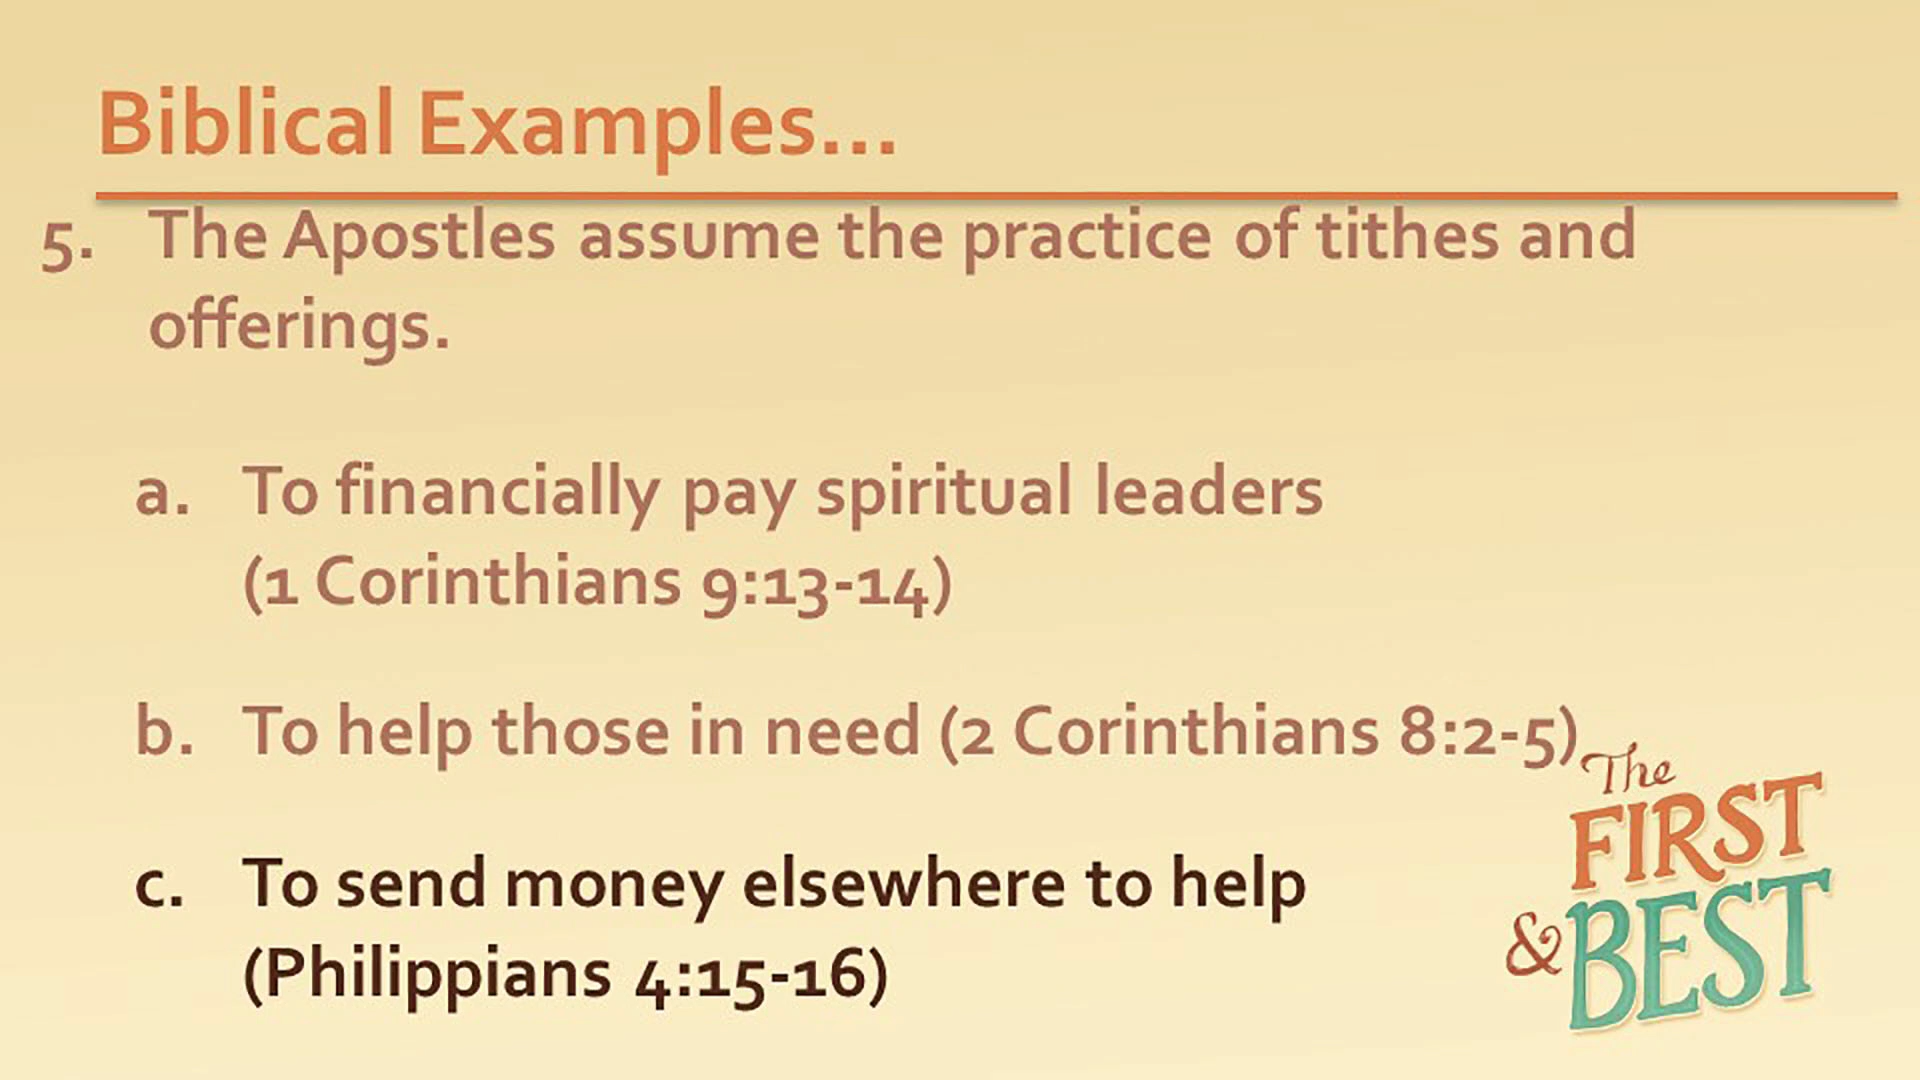 Biblical Examples...
5. The Apostles assume the practice of tithes and
offerings.
a. To financially pay spiritual leaders
(1 Corinthians 9:13-14)
b. To help those in need (2 Corinthians 8:2-5)
c. To send money elsewhere to help
(Philippians 4:15-16)
The
FIRST
& BEST